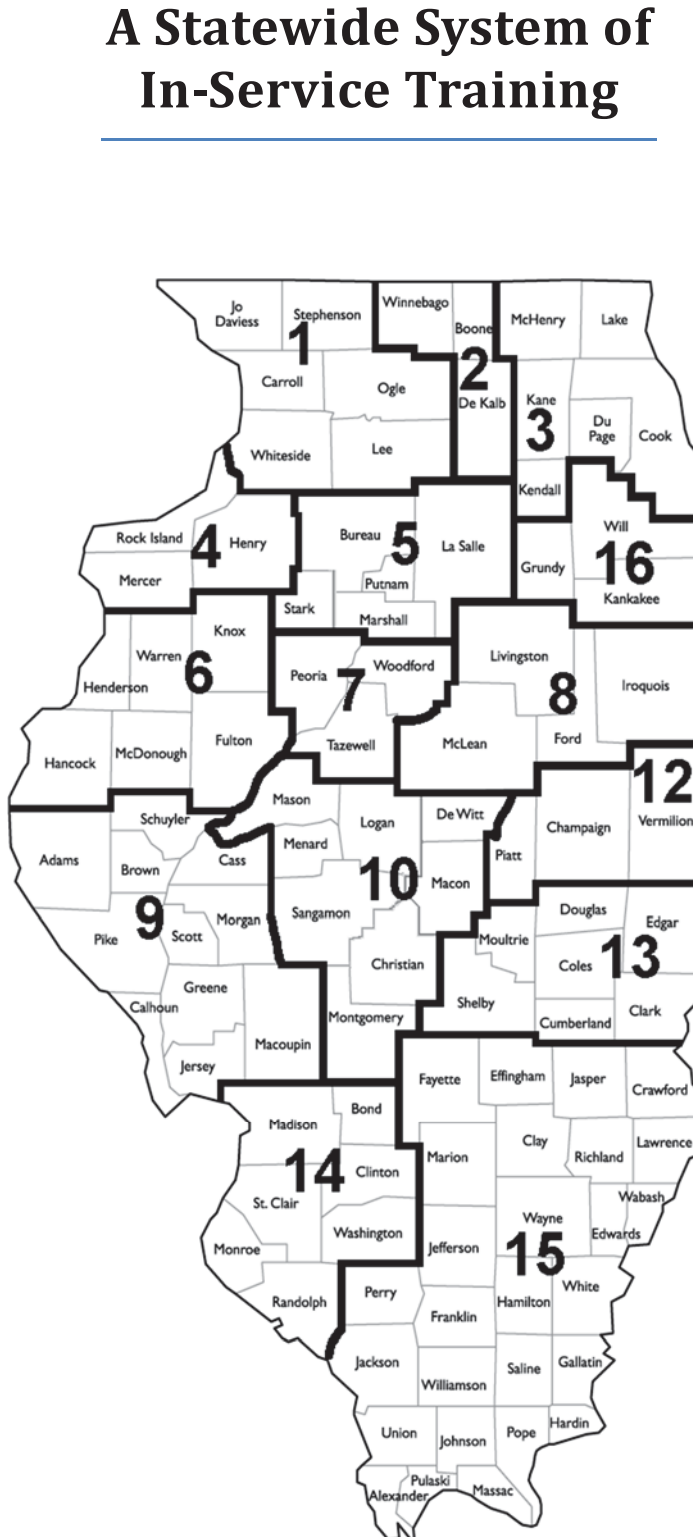 A Statewide System of
In-Service Training
Jo
Daviess
Stephenson
Winnebago
Boone
McHenry
Lake
1
2
Carroll
Ogle
De Kalb
Kane
3
Du
Page
Cook
Whiteside
Lee
Kendall
Rock Island
4
Henry
Bureau
5
La Salle
Will
16
Grundy
Mercer
Putnam
Kankakee
Stark
Marshall
Knox
Warren
6
Henderson
Peoria
Woodford
7
Livingston
8
Iroquois
Hancock
McDonough
Fulton
Tazewell
McLean
Ford
12
Mason
Schuyler
Logan
De Witt
Champaign
Vermilion
Adams
Brown
Cass
Menard
Piatt
10
Macon
9
Pike
Scott
Morgan
Sangamon
Douglas
Edgar
Moultrie
13
Coles
Christian
Greene
Shelby
Calhoun
Montgomery
Clark
Cumberland
Macoupin
Jersey
Fayette
Effingham
Jasper
Crawford
Madison
Bond
Clay
Lawrence
Marion
Richland
14
Clinton
St. Clair
Wabash
Wayne
Washington
Edwards
Monroe
Jefferson
15
Perry
White
Randolph
Hamilton
Franklin
Jackson
Saline
Gallatin
Williamson
Union
Johnson
Pope
Hardin
Pulaski
Alexander
Massac